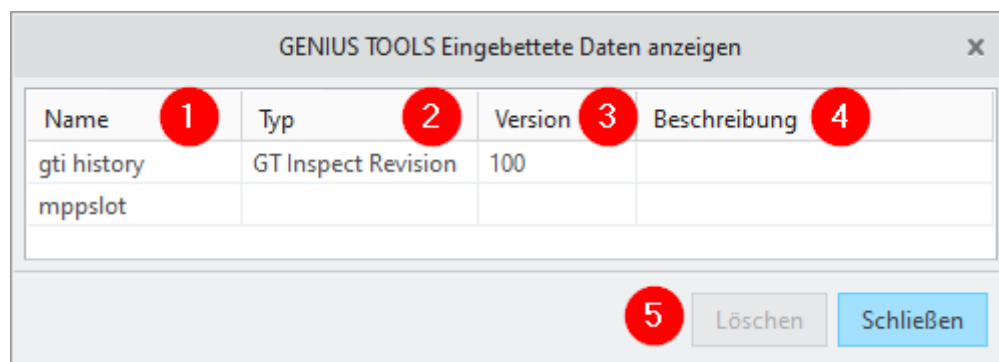 GENIUS TOOLS Eingebettete Daten anzeigen ×
Name 1 Typ 2 Version 3 Beschreibung 4
gti history GT Inspect Revision 100
mppslot
5 Löschen Schließen